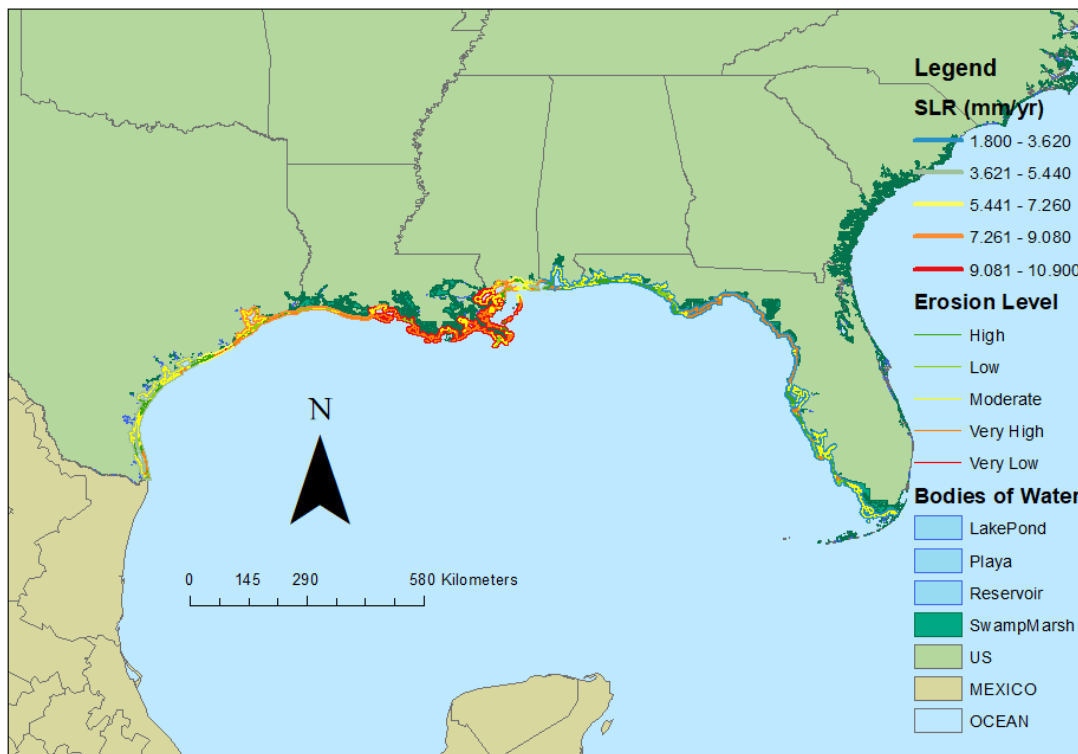 Legend
SLR (mm/yr)
1.800 - 3.620
3.621 - 5.440
5.441 - 7.260
7.261 - 9.080
9.081 - 10.900
Erosion Level
High
Low
Moderate
Very High
Very Low
Bodies of Water
LakePond
Playa
Reservoir
SwampMarsh
US
MEXICO
OCEAN
N
0 145 290 580 Kilometers